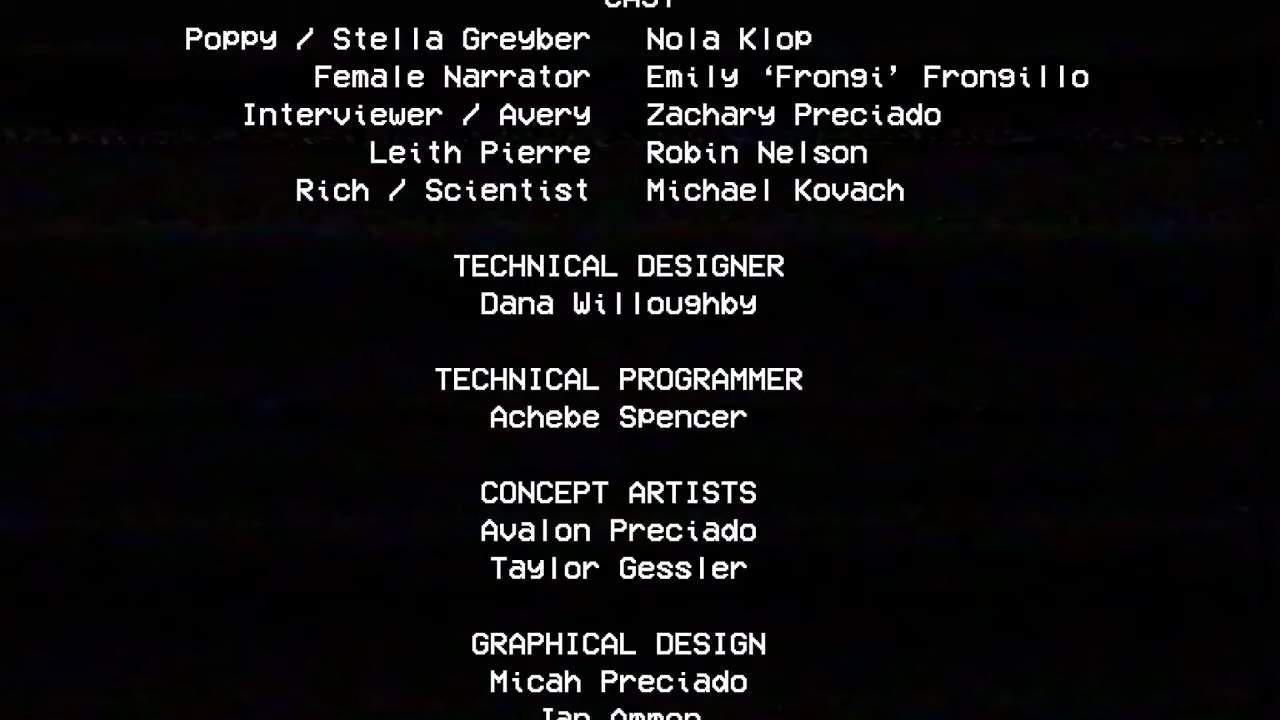 CAST
Poppy / Stella Greyber Nola Klop
Female Narrator Emily ‘Frongi’ Frongillo
Interviewer / Avery Zachary Preciado
Leith Pierre Robin Nelson
Rich / Scientist Michael Kovach
TECHNICAL DESIGNER
Dana Willoughby
TECHNICAL PROGRAMMER
Achebe Spencer
CONCEPT ARTISTS
Avalon Preciado
Taylor Gessler
GRAPHICAL DESIGN
Micah Preciado